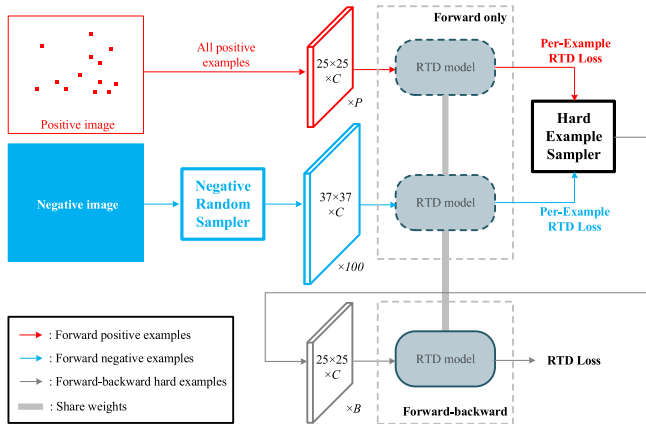 Forward only
All positive
examples
25×25
×C
×P
RTD model
Per-Example
RTD Loss
Positive image
Hard
Example
Sampler
Negative image
Negative
Random
Sampler
37×37
×C
×100
RTD model
Per-Example
RTD Loss
: Forward positive examples
: Forward negative examples
: Forward-backward hard examples
: Share weights
25×25
×C
×B
RTD model
RTD Loss
Forward-backward